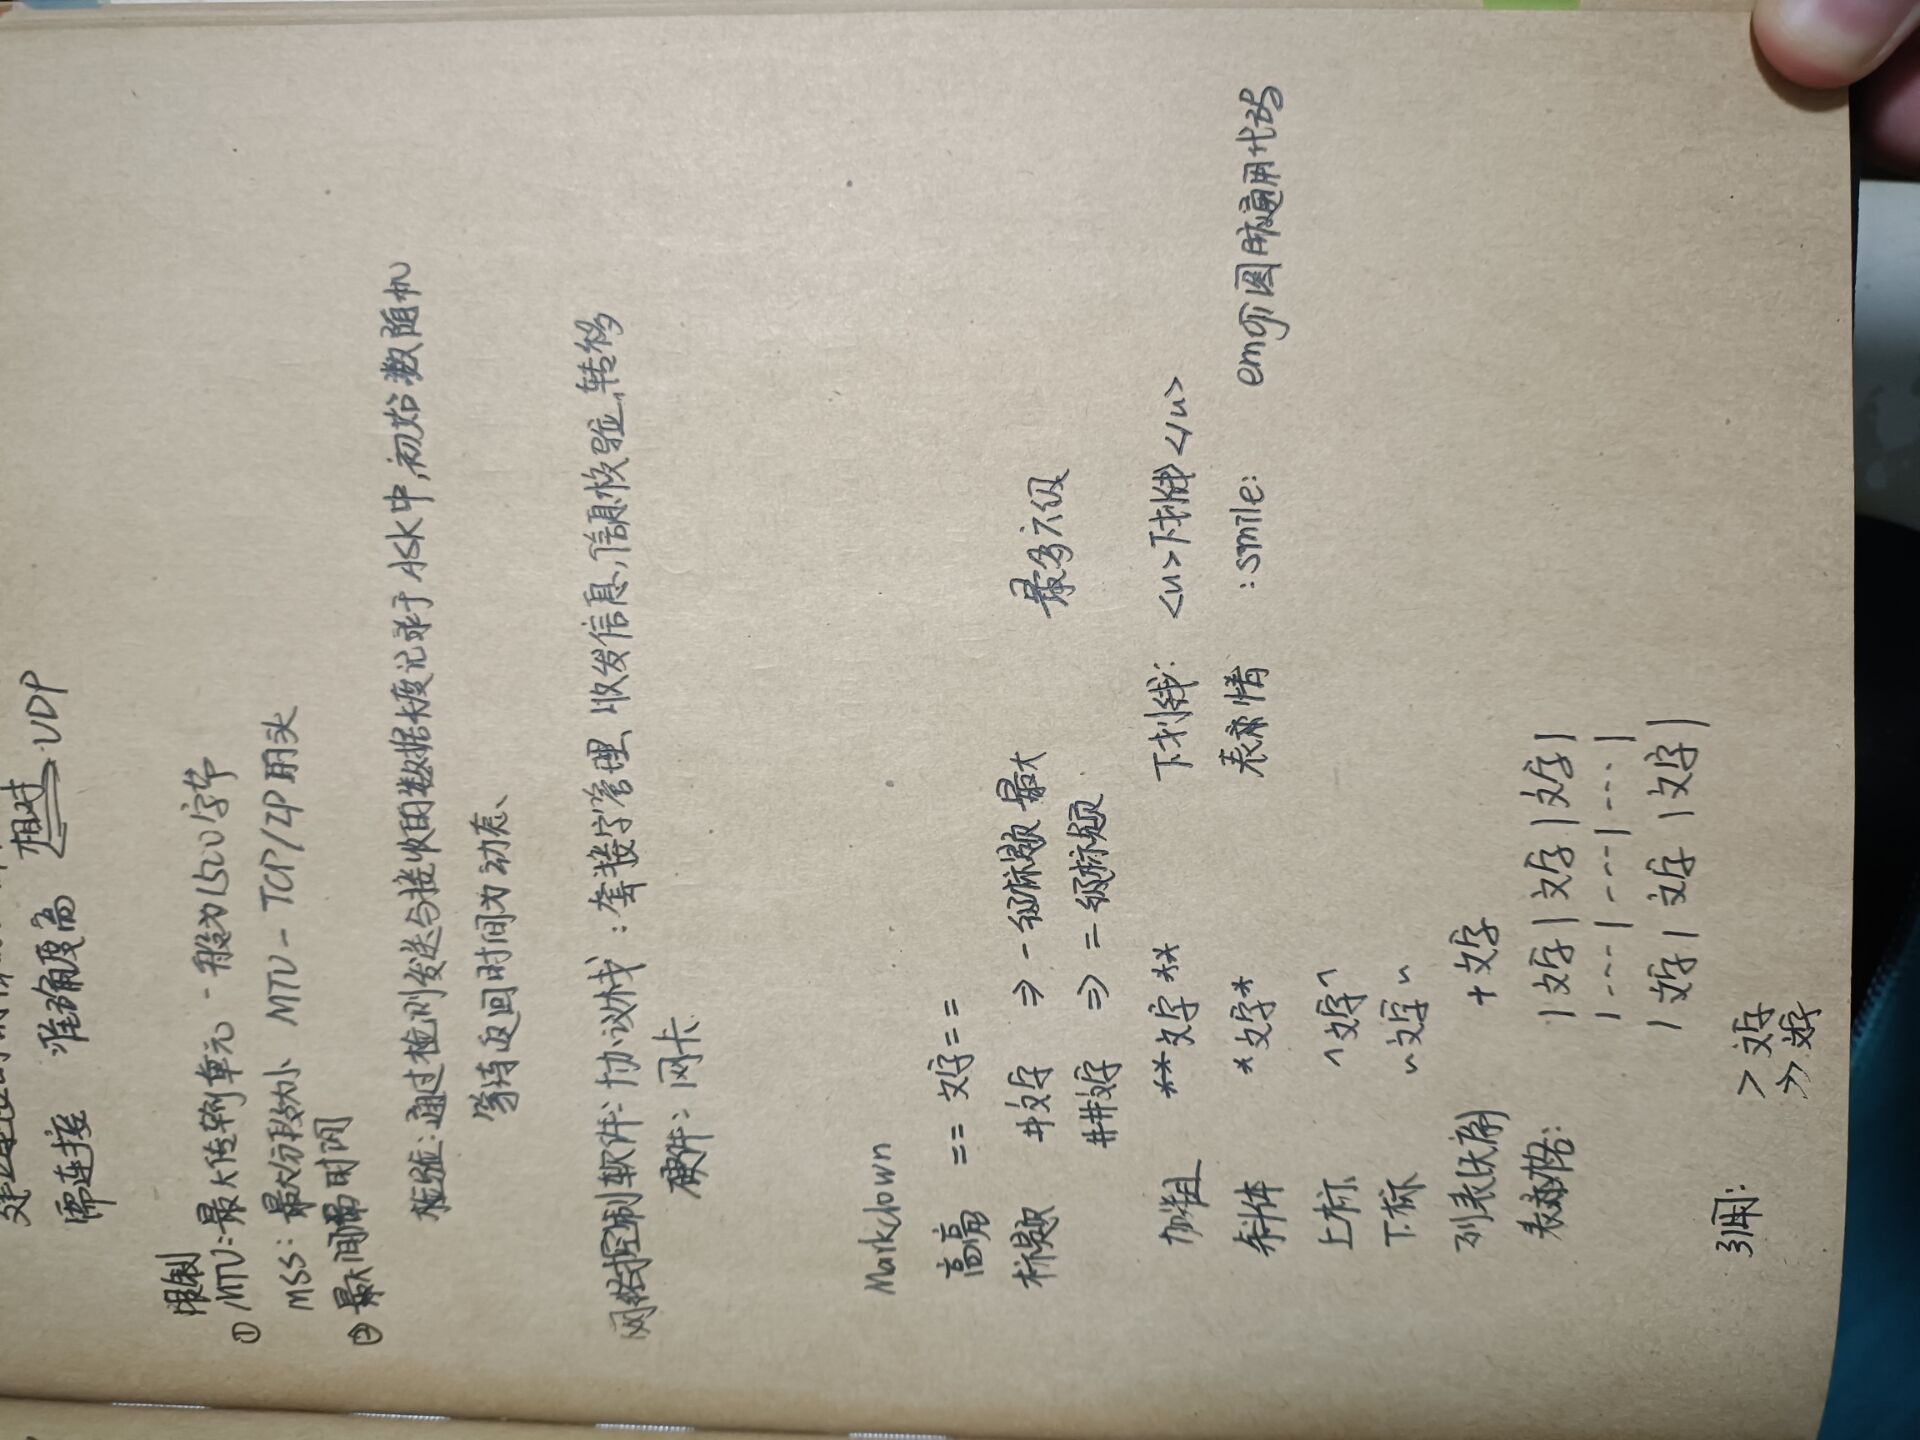 需连接 准确度高 相对 UDP
限制
① MTU:最大传输单元 一般为1500字节
MSS:最大分段大小 MTU - TCP/IP的头
② 最大间隔时间
检验:通过检测发送与接收的数据长度记录于ASK中,初始数随机
等待返回时间为动态、
网络控制软件:协议栈:套接字管理、收发信息,信息校验,转移
硬件:网卡
Markdown
高亮 ==文字==
标题 #文字 ⇒ 一级标题 最大 最多六级
##文字 ⇒ 二级标题
加粗 **文字** 下划线: <u>下划线</u>
斜体 *文字* 表情 :smile: emoji图标通用代码
上标 ^文字^
下标 ~文字~
列表(无序) +文字
表格: |文字|文字|文字|
|---|---|---|
|文字|文字|文字|
引用: >文字
>>文字